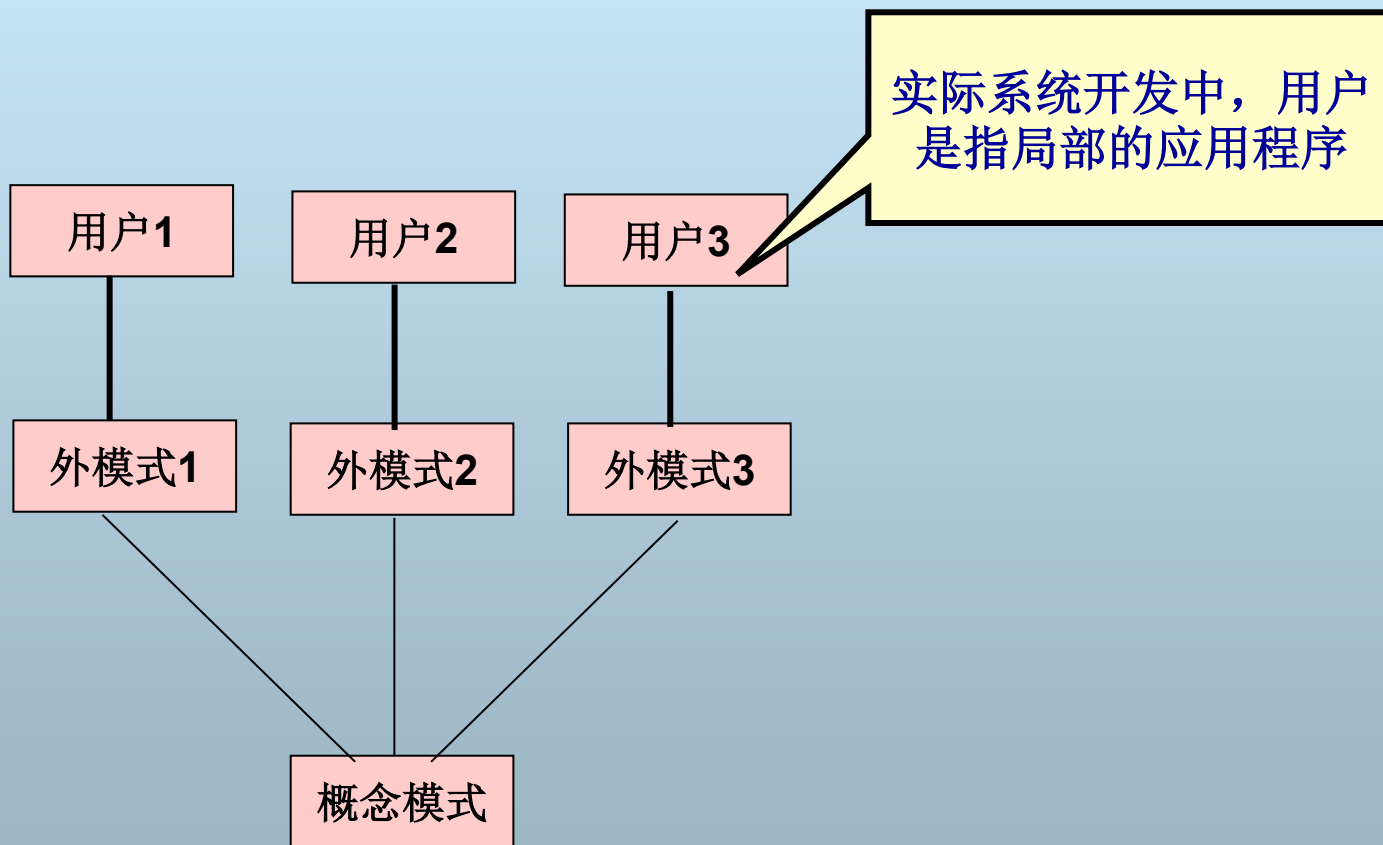 实际系统开发中，用户
是指局部的应用程序
用户1
用户2
用户3
外模式1
外模式2
外模式3
概念模式